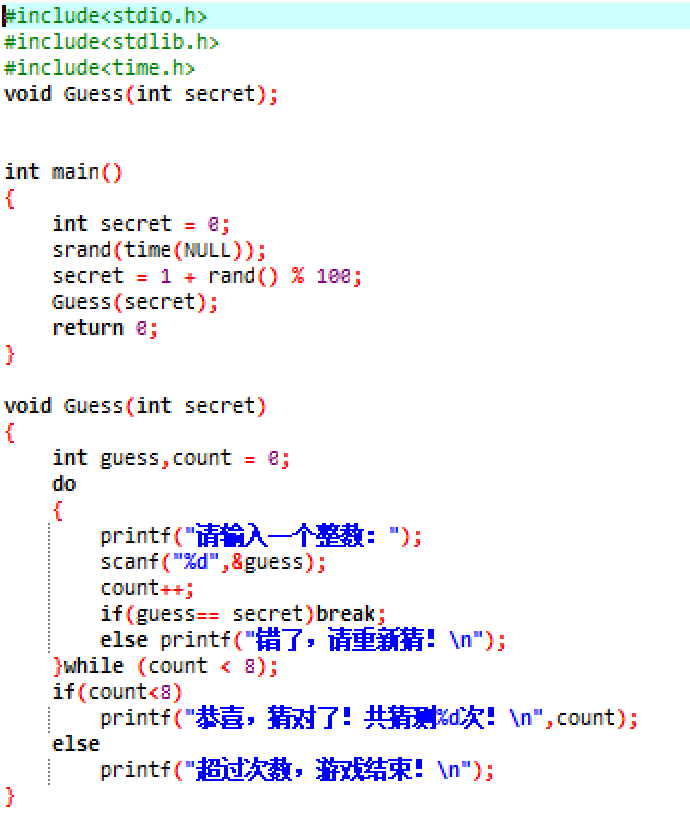 #include<stdio.h>
#include<stdlib.h>
#include<time.h>
void Guess(int secret);
int main()
{
    int secret = 0;
    srand(time(NULL));
    secret = 1 + rand() % 100;
    Guess(secret);
    return 0;
}
void Guess(int secret)
{
    int guess,count = 0;
    do
    {
        printf("请输入一个整数: ");
        scanf("%d",&guess);
        count++;
        if(guess== secret)break;
        else printf("错了，请重新猜! \n");
    }while (count < 8);
    if(count<8)
        printf("恭喜，猜对了! 共猜测%d次! \n",count);
    else
        printf("超过次数，游戏结束! \n");
}